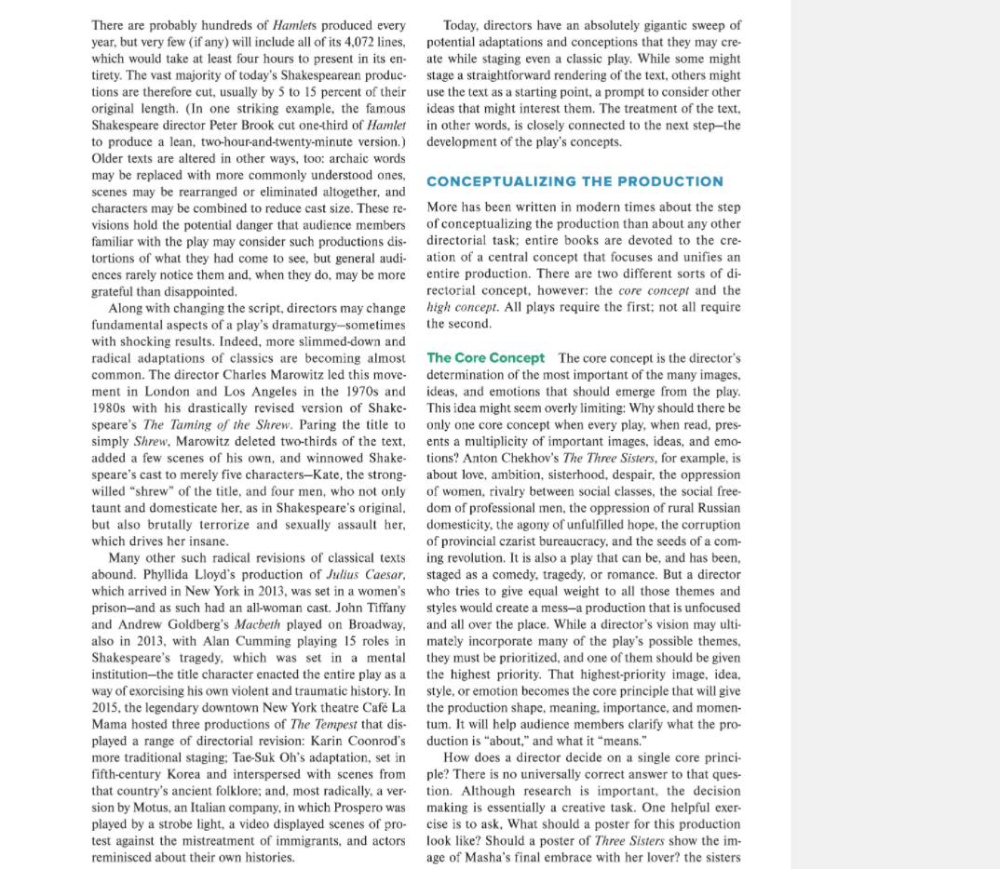 There are probably hundreds of Hamlets produced every
year, but very few (if any) will include all of its 4,072 lines,
which would take at least four hours to present in its en-
tirety. The vast majority of today's Shakespearean produc-
tions are therefore cut, usually by 5 to 15 percent of their
original length. (In one striking example, the famous
Shakespeare director Peter Brook cut one-third of Hamlet
to produce a lean, two-hour-and-twenty-minute version.)
Older texts are altered in other ways, too: archaic words
may be replaced with more commonly understood ones,
scenes may be rearranged or eliminated altogether, and
characters may be combined to reduce cast size. These re-
visions hold the potential danger that audience members
familiar with the play may consider such productions dis-
tortions of what they had come to see, but general audi-
ences rarely notice them and, when they do, may be more
grateful than disappointed.
Along with changing the script, directors may change
fundamental aspects of a play's dramaturgy—sometimes
with shocking results. Indeed, more slimmed-down and
radical adaptations of classics are becoming almost
common. The director Charles Marowitz led this move-
ment in London and Los Angeles in the 1970s and
1980s with his drastically revised version of Shake-
speare's The Taming of the Shrew. Paring the title to
simply Shrew, Marowitz deleted two-thirds of the text,
added a few scenes of his own, and winnowed Shake-
speare's cast to merely five characters—Kate, the strong-
willed "shrew" of the title, and four men, who not only
taunt and domesticate her, as in Shakespeare's original,
but also brutally terrorize and sexually assault her,
which drives her insane.
Many other such radical revisions of classical texts
abound. Phyllida Lloyd's production of Julius Caesar,
which arrived in New York in 2013, was set in a women's
prison—and as such had an all-woman cast. John Tiffany
and Andrew Goldberg's Macbeth played on Broadway,
also in 2013, with Alan Cumming playing 15 roles in
Shakespeare's tragedy, which was set in a mental
institution—the title character enacted the entire play as a
way of exorcising his own violent and traumatic history. In
2015, the legendary downtown New York theatre Café La
Mama hosted three productions of The Tempest that dis-
played a range of directorial revision: Karin Coonrod's
more traditional staging; Tae-Suk Oh's adaptation, set in
fifth-century Korea and interspersed with scenes from
that country's ancient folklore; and, most radically, a ver-
sion by Motus, an Italian company, in which Prospero was
played by a strobe light, a video displayed scenes of pro-
test against the mistreatment of immigrants, and actors
reminisced about their own histories.
Today, directors have an absolutely gigantic sweep of
potential adaptations and conceptions that they may cre-
ate while staging even a classic play. While some might
stage a straightforward rendering of the text, others might
use the text as a starting point, a prompt to consider other
ideas that might interest them. The treatment of the text,
in other words, is closely connected to the next step—the
development of the play's concepts.
CONCEPTUALIZING THE PRODUCTION
More has been written in modern times about the step
of conceptualizing the production than about any other
directorial task; entire books are devoted to the cre-
ation of a central concept that focuses and unifies an
entire production. There are two different sorts of di-
rectorial concept, however: the core concept and the
high concept. All plays require the first; not all require
the second.
The Core Concept The core concept is the director's
determination of the most important of the many images,
ideas, and emotions that should emerge from the play.
This idea might seem overly limiting: Why should there be
only one core concept when every play, when read, pres-
ents a multiplicity of important images, ideas, and emo-
tions? Anton Chekhov's The Three Sisters, for example, is
about love, ambition, sisterhood, despair, the oppression
of women, rivalry between social classes, the social free-
dom of professional men, the oppression of rural Russian
domesticity, the agony of unfulfilled hope, the corruption
of provincial czarist bureaucracy, and the seeds of a com-
ing revolution. It is also a play that can be, and has been,
staged as a comedy, tragedy, or romance. But a director
who tries to give equal weight to all those themes and
styles would create a mess—a production that is unfocused
and all over the place. While a director's vision may ulti-
mately incorporate many of the play's possible themes,
they must be prioritized, and one of them should be given
the highest priority. That highest-priority image, idea,
style, or emotion becomes the core principle that will give
the production shape, meaning, importance, and momen-
tum. It will help audience members clarify what the pro-
duction is "about," and what it "means."
How does a director decide on a single core princi-
ple? There is no universally correct answer to that ques-
tion. Although research is important, the decision
making is essentially a creative task. One helpful exer-
cise is to ask, What should a poster for this production
look like? Should a poster of Three Sisters show the im-
age of Masha's final embrace with her lover? the sisters